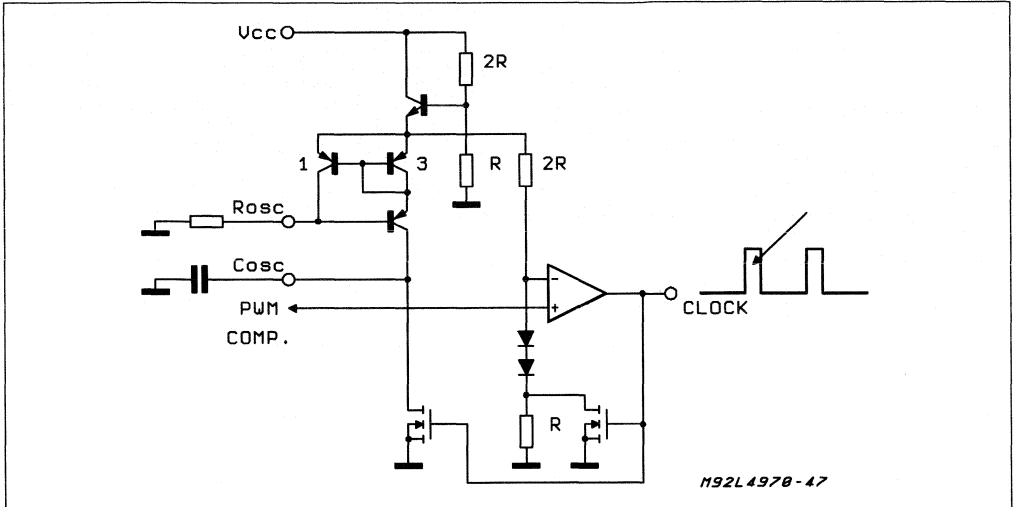 Vcc
2R
1
3
R
2R
Rosc
Cosc
PWM
COMP.
CLOCK
R
M92L4970-47